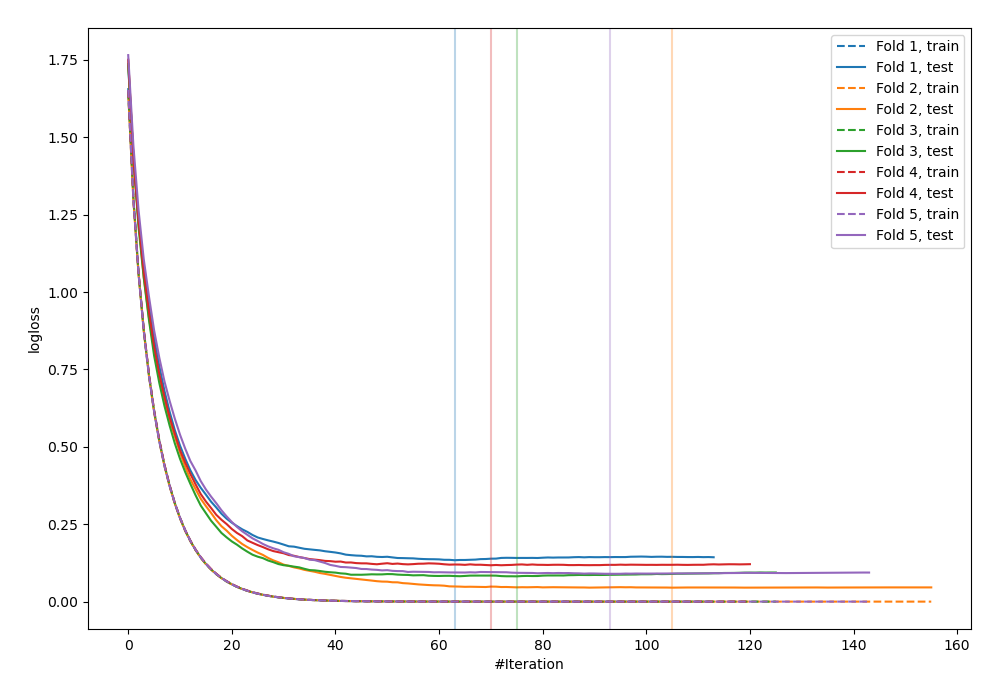 1.75
1.50
1.25
1.00
0.75
0.50
0.25
0.00
logloss
0 20 40 60 80 100 120 140 160
#Iteration
Fold 1, train
Fold 1, test
Fold 2, train
Fold 2, test
Fold 3, train
Fold 3, test
Fold 4, train
Fold 4, test
Fold 5, train
Fold 5, test